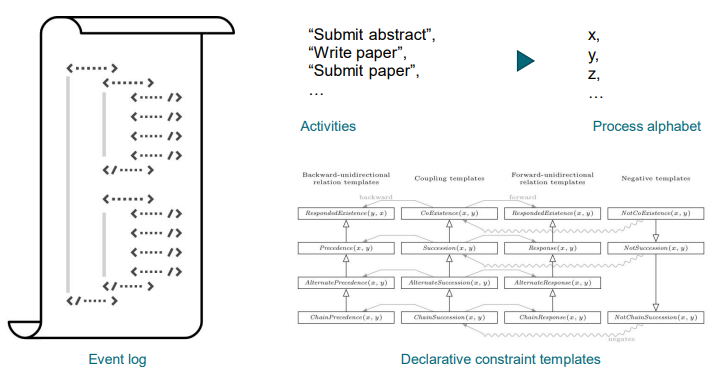 “Submit abstract”,
“Write paper”,
“Submit paper”,
…
x,
y,
z,
…
Activities
Process alphabet
Backward-unidirectional
relation templates
Coupling templates
Forward-unidirectional
relation templates
Negative templates
backward
forward
RespondedExistence(y, x)
CoExistence(x, y)
RespondedExistence(x, y)
NotCoExistence(x, y)
Precedence(x, y)
Succession(x, y)
Response(x, y)
NotSuccession(x, y)
AlternatePrecedence(x, y)
AlternateSuccession(x, y)
AlternateResponse(x, y)
ChainPrecedence(x, y)
ChainSuccession(x, y)
ChainResponse(x, y)
NotChainSuccession(x, y)
negates
Event log
Declarative constraint templates